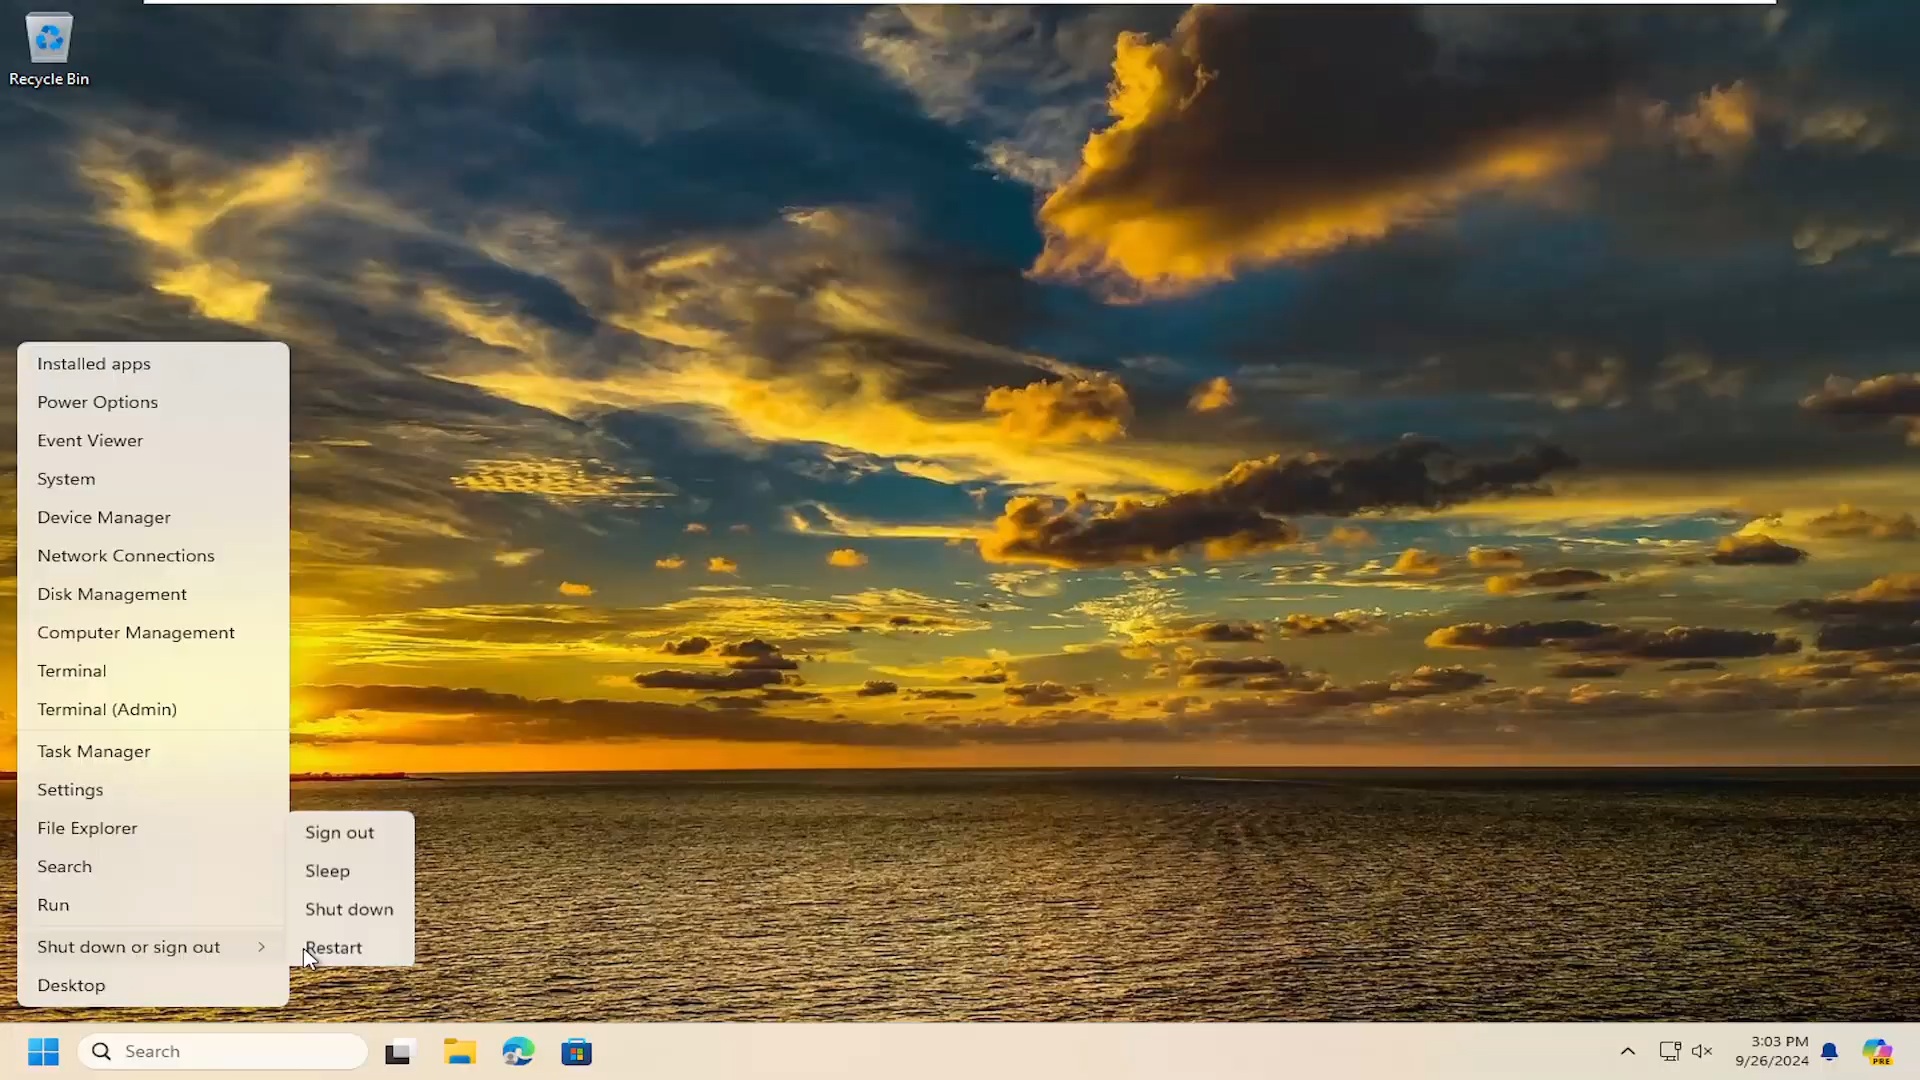 Recycle Bin
Installed apps
Power Options
Event Viewer
System
Device Manager
Network Connections
Disk Management
Computer Management
Terminal
Terminal (Admin)
Task Manager
Settings
File Explorer
Search
Run
Shut down or sign out
Desktop
Sign out
Sleep
Shut down
Restart
Search
3:03 PM
9/26/2024
PRE